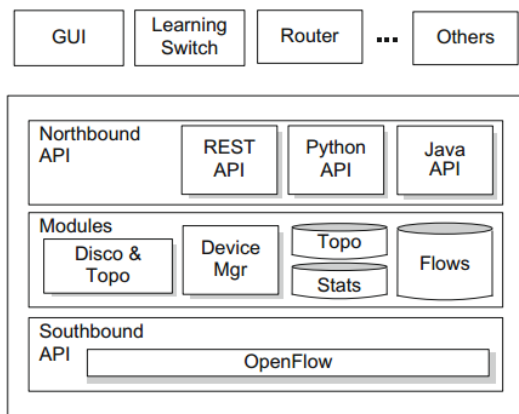 GUI
Learning
Switch
Router
...
Others
Northbound
API
REST
API
Python
API
Java
API
Modules
Disco &
Topo
Device
Mgr
Topo
Stats
Flows
Southbound
API
OpenFlow